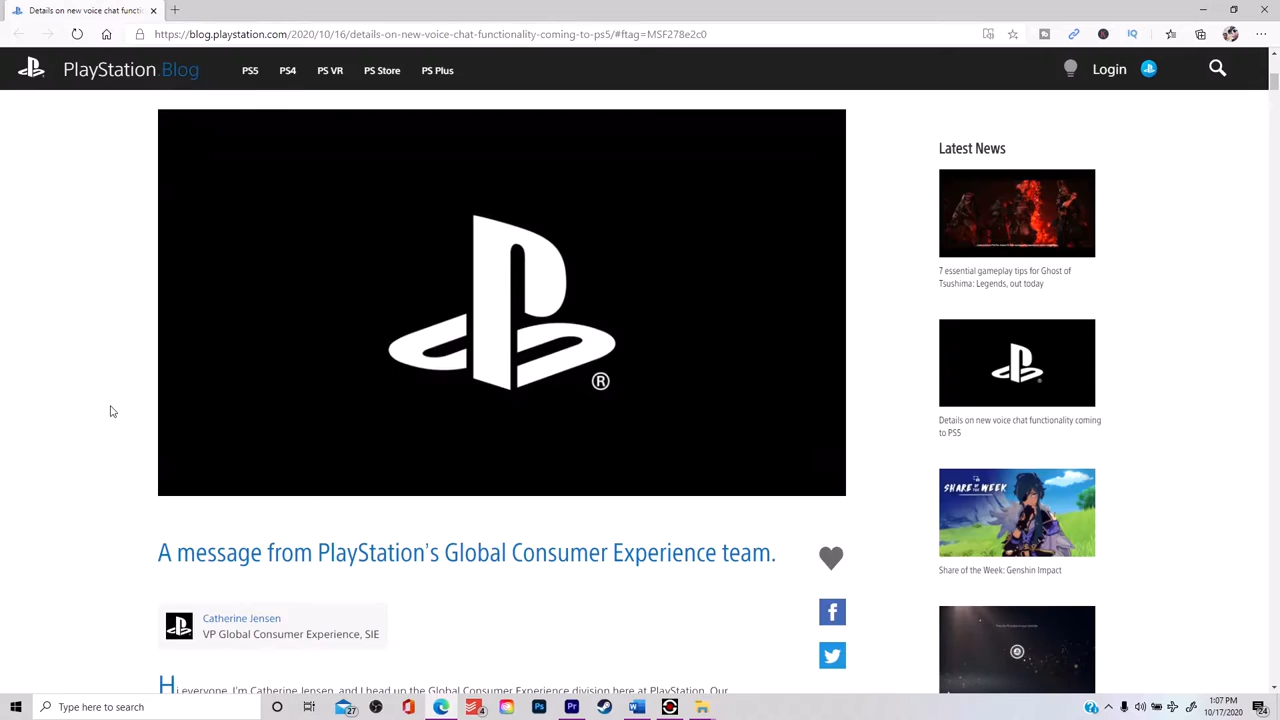 Details on new voice chat functi
https://blog.playstation.com/2020/10/16/details-on-new-voice-chat-functionality-coming-to-ps5/#ftag=MSF278e2c0
PlayStation.Blog
PS5
PS4
PS VR
PS Store
PS Plus
Login
®
A message from PlayStation's Global Consumer Experience team.
Catherine Jensen
VP Global Consumer Experience, SIE
Hi everyone, I'm Catherine Jensen, and I head up the Global Consumer Experience division here at PlayStation. Our
Latest News
7 essential gameplay tips for Ghost of
Tsushima: Legends, out today
Details on new voice chat functionality coming
to PS5
SHARE OF
THE WEEK
Share of the Week: Genshin Impact
Type here to search
27
4
1:07 PM
10/17/2020
24